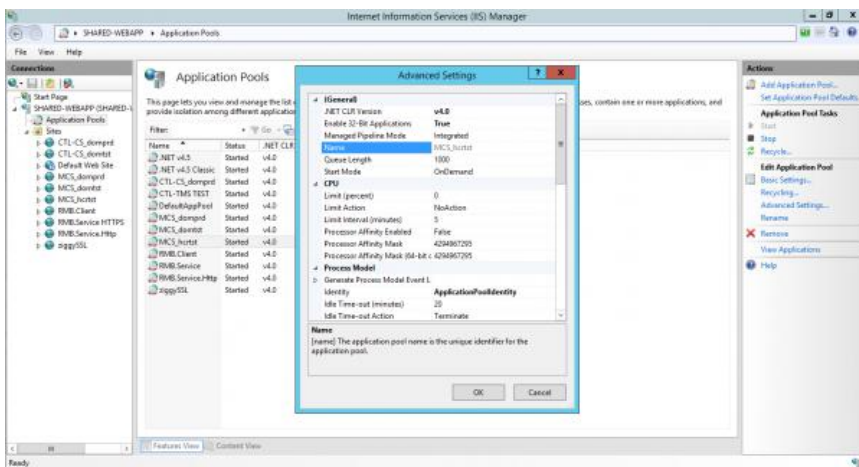 Internet Information Services (IIS) Manager
SHARED-WEBAPP Application Pools
File View Help
Connections
Start Page
SHARED-WEBAPP (SHARED-\
Application Pools
Sites
CTL-CS_domprd
CTL-CS_domtst
Default Web Site
MCS_domprd
MCS_domtst
MCS_hcrtst
RMB.Client
RMB.Service HTTPS
RMB.Service.Http
ziggySSL
Application Pools
This page lets you view and manage the list
provide isolation among different application
ses, contain one or more applications, and
Filter: Go
Name Status .NET CLR
.NET v4.5 Started v4.0
.NET v4.5 Classic Started v4.0
CTL-CS_domprd Started v4.0
CTL-TMS TEST Started v4.0
DefaultAppPool Started v4.0
MCS_domprd Started v4.0
MCS_domtst Started v4.0
MCS_hcrtst Started v4.0
RMB.Client Started v4.0
RMB.Service Started v4.0
RMB.Service.Http Started v4.0
ziggySSL Started v4.0
Features View Content View
Ready
Advanced Settings ? x
(General)
.NET CLR Version v4.0
Enable 32-Bit Applications True
Name MCS_hcrtst
Managed Pipeline Mode Integrated
Queue Length 1000
Start Mode OnDemand
CPU
Limit (percent) 0
Limit Action NoAction
Limit Interval (minutes) 5
Processor Affinity Enabled False
Processor Affinity Mask 4294967295
Processor Affinity Mask (64-bit c 4294967295
Process Model
Generate Process Model Event L
Identity ApplicationPoolIdentity
Idle Time-out (minutes) 20
Idle Time-out Action Terminate
Name
[name] The application pool name is the unique identifier for the
application pool.
OK Cancel
Actions
Add Application Pool...
Set Application Pool Defaults
Application Pool Tasks
Start
Stop
Recycle...
Edit Application Pool
Basic Settings...
Recycling...
Advanced Settings...
Rename
Remove
View Applications
Help